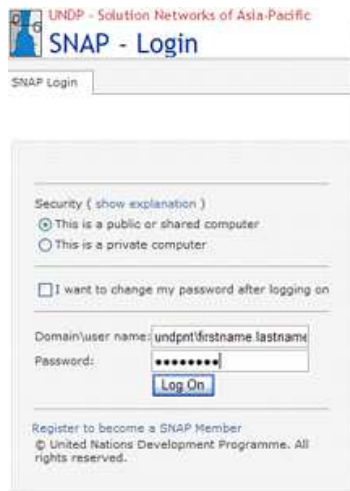 UNDP - Solution Networks of Asia-Pacific
SNAP - Login
SNAP Login
Security ( show explanation )
This is a public or shared computer
This is a private computer
I want to change my password after logging on
Domain\user name: undpnt\firstname.lastname
Password: ••••••••
Log On
Register to become a SNAP Member
© United Nations Development Programme. All
rights reserved.